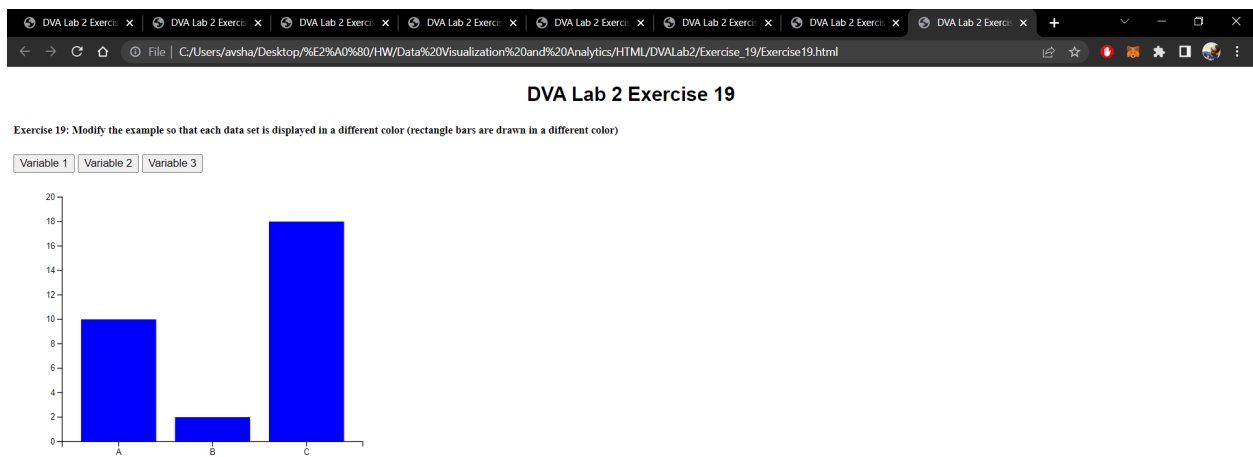 DVA Lab 2 Exercis DVA Lab 2 Exercis DVA Lab 2 Exercis DVA Lab 2 Exercis DVA Lab 2 Exercis DVA Lab 2 Exercis DVA Lab 2 Exercis DVA Lab 2 Exercis
File C:/Users/avsha/Desktop/%E2%A0%80/HW/Data%20Visualization%20and%20Analytics/HTML/DVALab2/Exercise_19/Exercise19.html
DVA Lab 2 Exercise 19
Exercise 19: Modify the example so that each data set is displayed in a different color (rectangle bars are drawn in a different color)
Variable 1 Variable 2 Variable 3
20
18
16
14
12
10
8
6
4
2
0
A B C